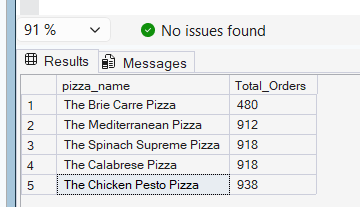 91 %
No issues found
Results Messages
pizza_name Total_Orders
1 The Brie Carre Pizza 480
2 The Mediterranean Pizza 912
3 The Spinach Supreme Pizza 918
4 The Calabrese Pizza 918
5 The Chicken Pesto Pizza 938